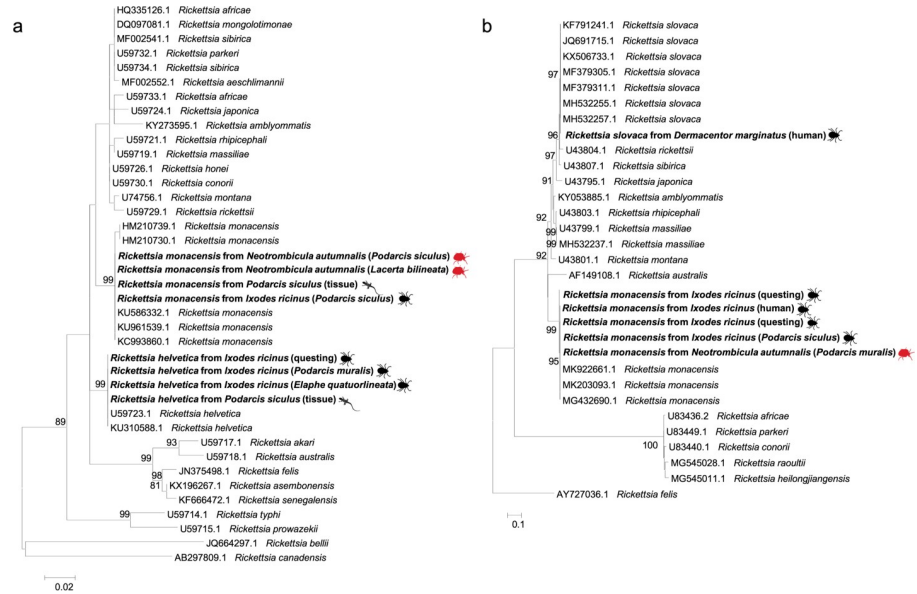 a
HQ335126.1 Rickettsia africae
DQ097081.1 Rickettsia mongolotimonae
MF002541.1 Rickettsia sibirica
U59732.1 Rickettsia parkeri
U59734.1 Rickettsia sibirica
MF002552.1 Rickettsia aeschlimannii
U59733.1 Rickettsia africae
U59724.1 Rickettsia japonica
KY273595.1 Rickettsia amblyommatis
U59721.1 Rickettsia rhipicephali
U59719.1 Rickettsia massiliae
U59726.1 Rickettsia honei
U59730.1 Rickettsia conorii
U74756.1 Rickettsia montana
U59729.1 Rickettsia rickettsii
HM210739.1 Rickettsia monacensis
HM210730.1 Rickettsia monacensis
Rickettsia monacensis from Neotrombicula autumnalis (Podarcis siculus)
Rickettsia monacensis from Neotrombicula autumnalis (Lacerta bilineata)
99
Rickettsia monacensis from Podarcis siculus (tissue)
Rickettsia monacensis from Ixodes ricinus (Podarcis siculus)
KU586332.1 Rickettsia monacensis
KU961539.1 Rickettsia monacensis
KC993860.1 Rickettsia monacensis
Rickettsia helvetica from Ixodes ricinus (questing)
Rickettsia helvetica from Ixodes ricinus (Podarcis muralis)
99
Rickettsia helvetica from Ixodes ricinus (Elaphe quatuorlineata)
Rickettsia helvetica from Podarcis siculus (tissue)
U59723.1 Rickettsia helvetica
89
KU310588.1 Rickettsia helvetica
93
U59717.1 Rickettsia akari
99
U59718.1 Rickettsia australis
98
JN375498.1 Rickettsia felis
81
KX196267.1 Rickettsia asembonensis
KF666472.1 Rickettsia senegalensis
99
U59714.1 Rickettsia typhi
U59715.1 Rickettsia prowazekii
JQ664297.1 Rickettsia bellii
AB297809.1 Rickettsia canadensis
0.02
b
KF791241.1 Rickettsia slovaca
JQ691715.1 Rickettsia slovaca
KX506733.1 Rickettsia slovaca
97
MF379305.1 Rickettsia slovaca
MF379311.1 Rickettsia slovaca
MH532255.1 Rickettsia slovaca
MH532257.1 Rickettsia slovaca
96
Rickettsia slovaca from Dermacentor marginatus (human)
U43804.1 Rickettsia rickettsii
97
U43807.1 Rickettsia sibirica
91
U43795.1 Rickettsia japonica
KY053885.1 Rickettsia amblyommatis
92
U43803.1 Rickettsia rhipicephali
99
U43799.1 Rickettsia massiliae
99
MH532237.1 Rickettsia massiliae
92
U43801.1 Rickettsia montana
AF149108.1 Rickettsia australis
Rickettsia monacensis from Ixodes ricinus (questing)
Rickettsia monacensis from Ixodes ricinus (human)
99
Rickettsia monacensis from Ixodes ricinus (questing)
Rickettsia monacensis from Ixodes ricinus (Podarcis siculus)
95
Rickettsia monacensis from Neotrombicula autumnalis (Podarcis muralis)
MK922661.1 Rickettsia monacensis
MK203093.1 Rickettsia monacensis
MG432690.1 Rickettsia monacensis
U83436.2 Rickettsia africae
U83449.1 Rickettsia parkeri
100
U83440.1 Rickettsia conorii
MG545028.1 Rickettsia raoultii
MG545011.1 Rickettsia heilongjiangensis
AY727036.1 Rickettsia felis
0.1